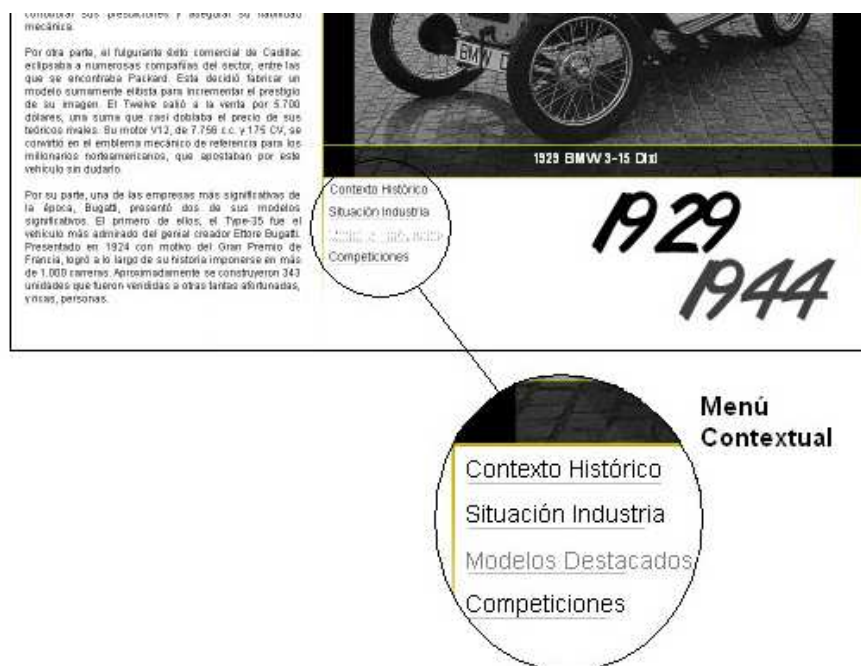 mecánica.
Por otra parte, el fulgurante éxito comercial de Cadillac
eclipsaba a numerosas compañías del sector, entre las
que se encontraba Packard. Esta decidió fabricar un
modelo sumamente elitista para incrementar el prestigio
de su imagen. El Twelve salió a la venta por 5.700
dólares, una suma que casi doblaba el precio de sus
teóricos rivales. Su motor V12, de 7.756 c.c. y 175 CV, se
convirtió en el emblema mecánico de referencia para los
millonarios norteamericanos, que apostaban por este
vehículo sin dudarlo.
Por su parte, una de las empresas más significativas de
la época, Bugatti, presentó dos de sus modelos
significativos. El primero de ellos, el Type-35 fue el
vehículo más admirado del genial creador Ettore Bugatti.
Presentado en 1924 con motivo del Gran Premio de
Francia, logró a lo largo de su historia imponerse en más
de 1.000 carreras. Aproximadamente se construyeron 343
unidades que fueron vendidas a otras tantas afortunadas,
y ricas, personas.
BMW D
1929 BMW 3-15 Dixi
Contexto Histórico
Situación Industria
Competiciones
1929
1944
Menú
Contextual
Contexto Histórico
Situación Industria
Modelos Destacados
Competiciones